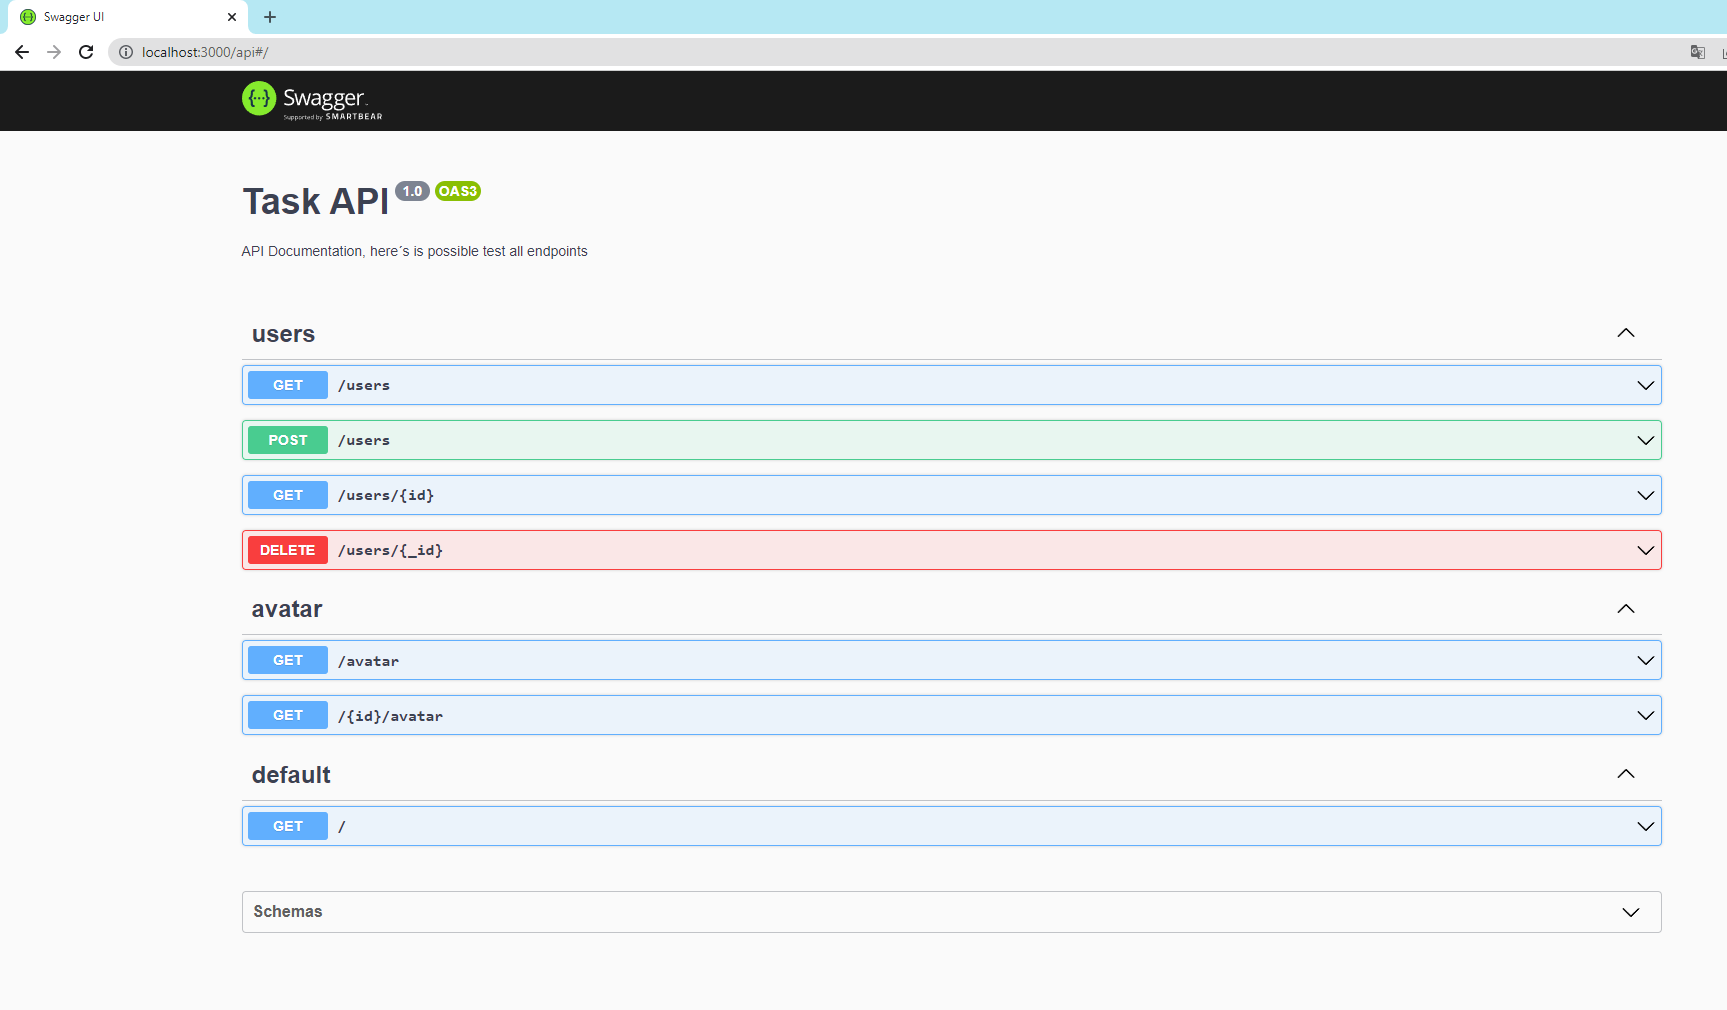 Swagger UI
localhost:3000/api#/
Swagger
Supported by SMARTBEAR
Task API 1.0 OAS3
API Documentation, here´s is possible test all endpoints
users
GET /users
POST /users
GET /users/{id}
DELETE /users/{_id}
avatar
GET /avatar
GET /{id}/avatar
default
GET /
Schemas